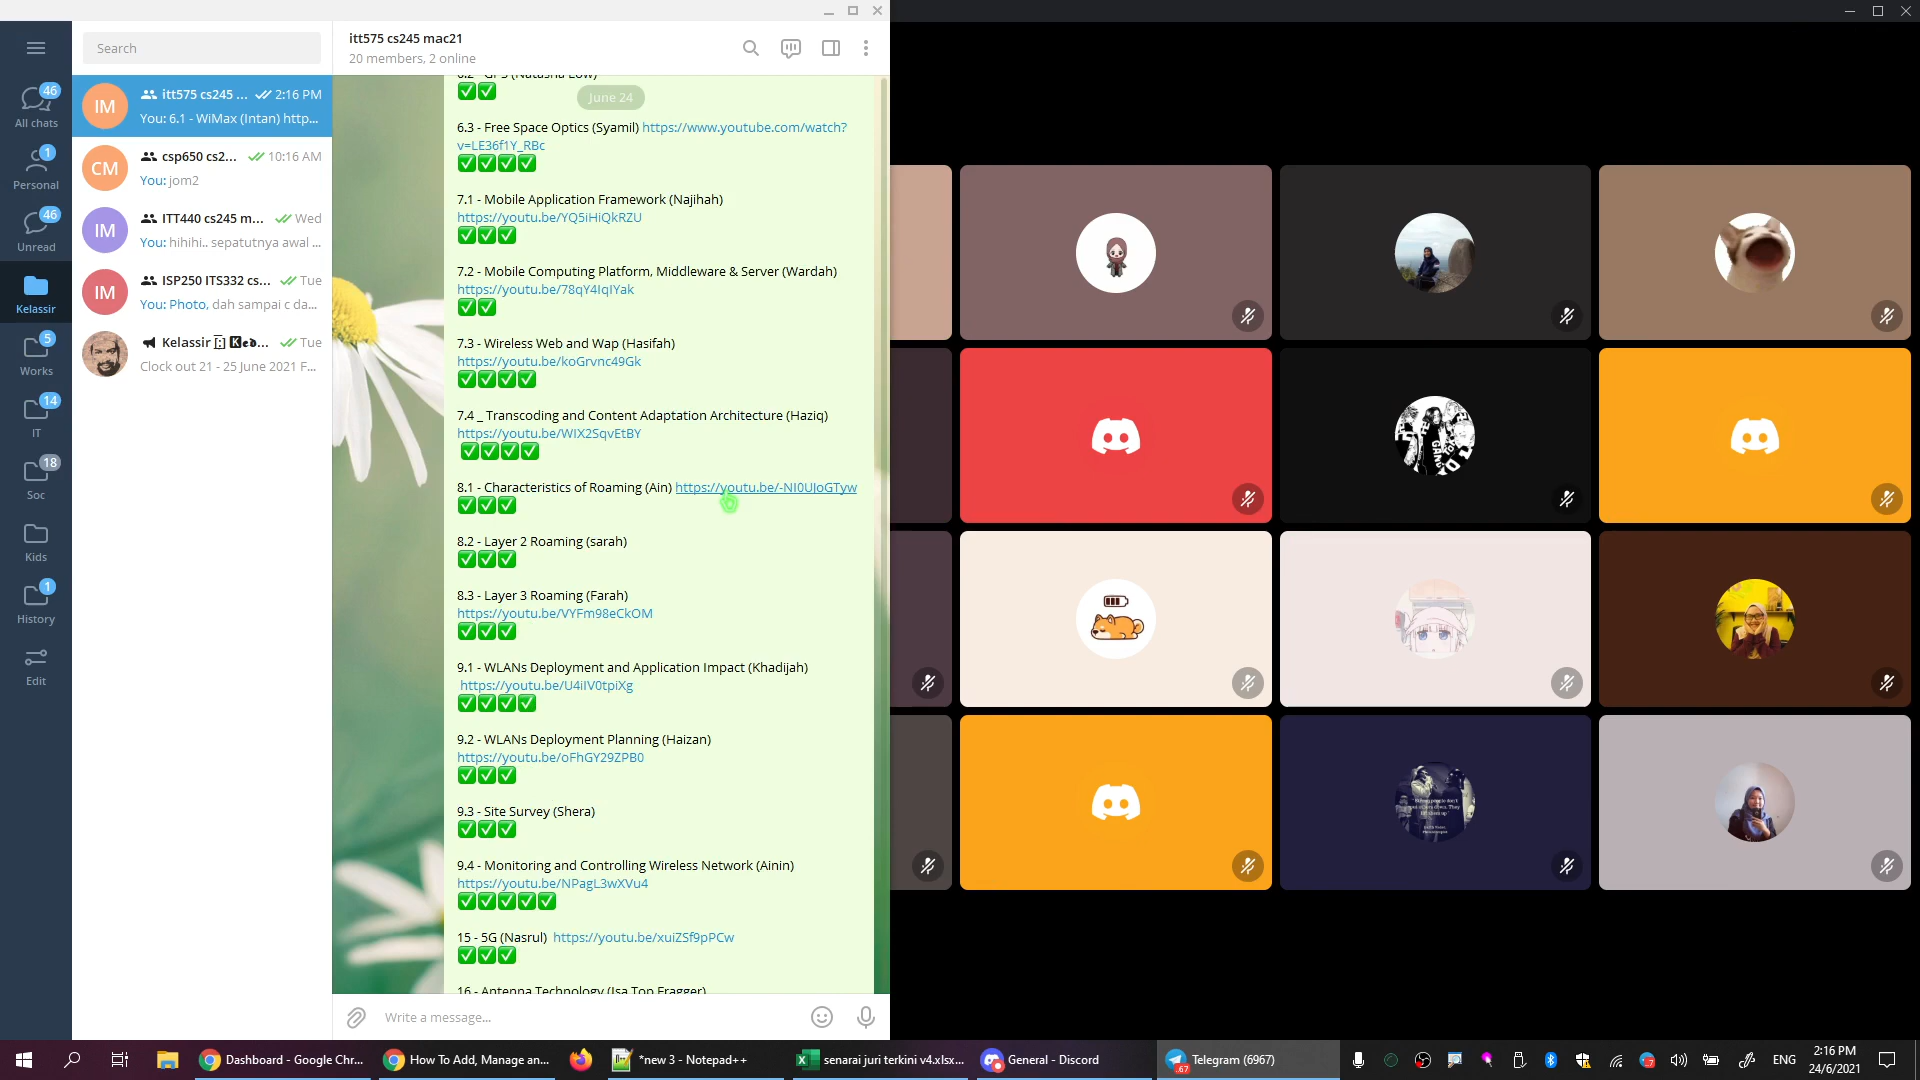 Search
All chats
46
Personal
1
Unread
46
Kelassir
Works
5
IT
14
Soc
18
Kids
History
1
Edit
IM
itt575 cs245 ...
2:16 PM
You: 6.1 - WiMax (Intan) http...
CM
csp650 cs2...
10:16 AM
You: jom2
IM
ITT440 cs245 m...
Wed
You: hihihi.. sepatutnya awal ...
IM
ISP250 ITS332 cs...
Tue
You: Photo, dah sampai c da...
Kelassir
Tue
Clock out 21 - 25 June 2021 F...
itt575 cs245 mac21
20 members, 2 online
6.2 - GPS (Natasha Low)
June 24
6.3 - Free Space Optics (Syamil) https://www.youtube.com/watch?
v=LE36f1Y_RBc
7.1 - Mobile Application Framework (Najihah)
https://youtu.be/YQ5iHiQkRZU
7.2 - Mobile Computing Platform, Middleware & Server (Wardah)
https://youtu.be/78qY4IqIYak
7.3 - Wireless Web and Wap (Hasifah)
https://youtu.be/koGrvnc49Gk
7.4 _ Transcoding and Content Adaptation Architecture (Haziq)
https://youtu.be/WIX2SqvEtBY
8.1 - Characteristics of Roaming (Ain) https://youtu.be/-NI0UJoGTyw
8.2 - Layer 2 Roaming (sarah)
8.3 - Layer 3 Roaming (Farah)
https://youtu.be/VYFm98eCkOM
9.1 - WLANs Deployment and Application Impact (Khadijah)
https://youtu.be/U4iIV0tpiXg
9.2 - WLANs Deployment Planning (Haizan)
https://youtu.be/oFhGY29ZPB0
9.3 - Site Survey (Shera)
9.4 - Monitoring and Controlling Wireless Network (Ainin)
https://youtu.be/NPagL3wXVu4
15 - 5G (Nasrul) https://youtu.be/xuiZSf9pPCw
16 - Antenna Technology (Isa Top Fragger)
Write a message...
Dashboard - Google Chr...
How To Add, Manage an...
*new 3 - Notepad++
senarai juri terkini v4.xlsx...
General - Discord
Telegram (6967)
.67
ENG
2:16 PM
24/6/2021